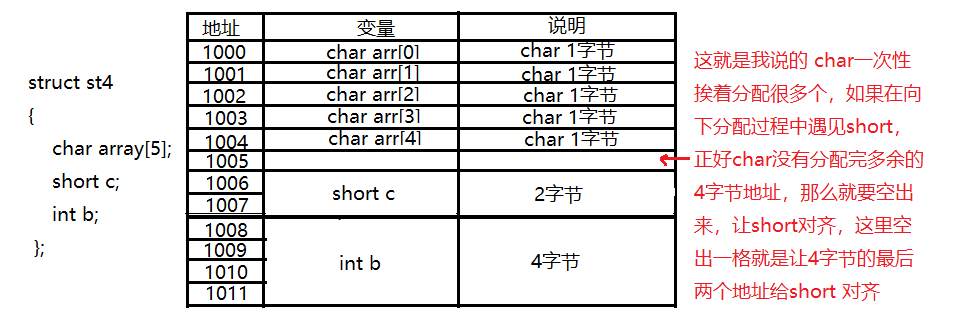 struct st4
{
char array[5];
short c;
int b;
};
地址 变量 说明
1000 char arr[0] char 1字节
1001 char arr[1] char 1字节
1002 char arr[2] char 1字节
1003 char arr[3] char 1字节
1004 char arr[4] char 1字节
1005
1006
short c 2字节
1007
1008
1009
int b 4字节
1010
1011
这就是我说的 char一次性
挨着分配很多个，如果在向
下分配过程中遇见short，
正好char没有分配完多余的
4字节地址，那么就要空出
来，让short对齐，这里空
出一格就是让4字节的最后
两个地址给short 对齐